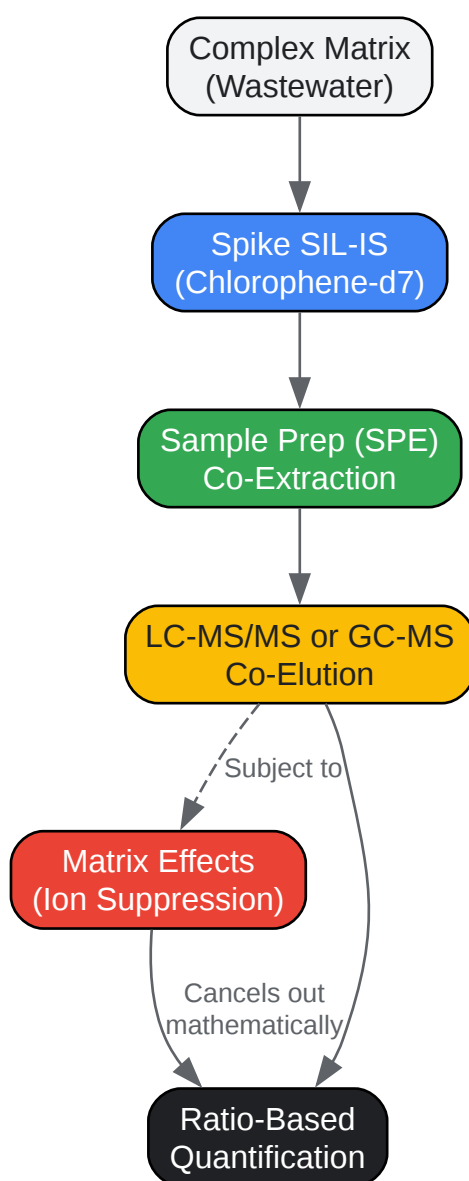 Complex Matrix
(Wastewater)
Spike SIL-IS
(Chlorophene-d7)
Sample Prep (SPE)
Co-Extraction
LC-MS/MS or GC-MS
Co-Elution
Subject to
Matrix Effects
(Ion Suppression)
Cancels out
mathematically
Ratio-Based
Quantification